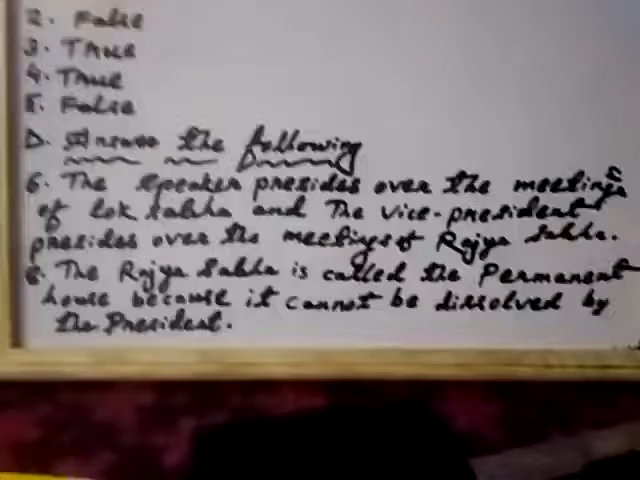 2. False
3. True
4. True
5. False
D. Answer the following
6. The speaker presides over the meetings
of lok sabha and The vice-president
presides over the meetings of Rajya Sabha.
8. The Rajya Sabha is called the Permanent
house because it cannot be dissolved by
the President.